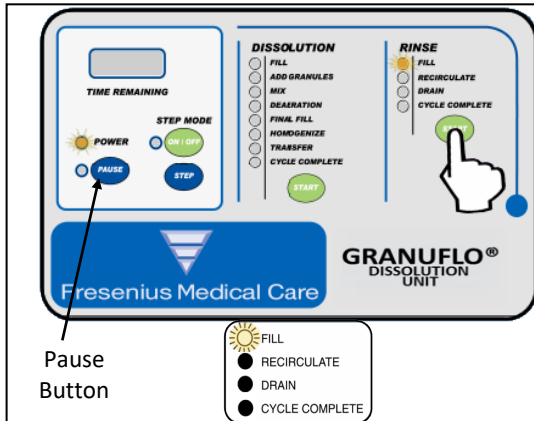 TIME REMAINING
STEP MODE
POWER
ON | OFF
PAUSE
STEP
DISSOLUTION
FILL
ADD GRANULES
MIX
DEAERATION
FINAL FILL
HOMOGENIZE
TRANSFER
CYCLE COMPLETE
START
RINSE
FILL
RECIRCULATE
DRAIN
CYCLE COMPLETE
START
Fresenius Medical Care
GRANUFLO®
DISSOLUTION
UNIT
Pause
Button
FILL
RECIRCULATE
DRAIN
CYCLE COMPLETE